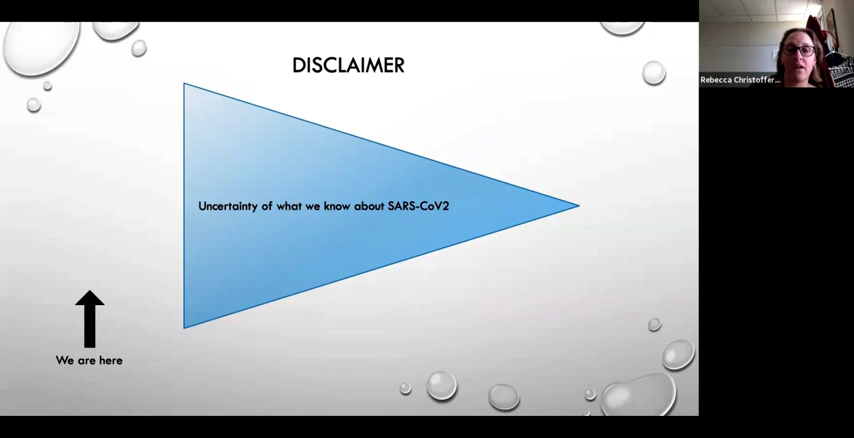 DISCLAIMER
Rebecca Christoffer...
Uncertainty of what we know about SARS-CoV2
We are here